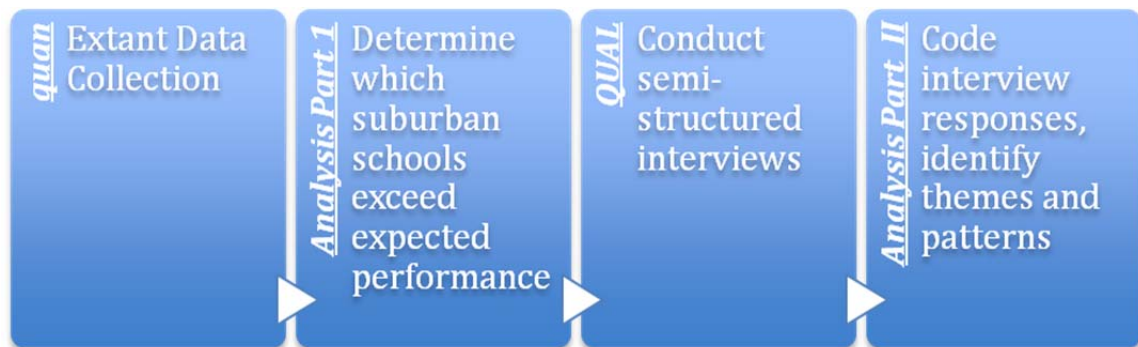 quan
Extant Data
Collection
Analysis Part 1
Determine
which
suburban
schools
exceed
expected
performance
QUAL
Conduct
semi-
structured
interviews
Analysis Part II
Code
interview
responses,
identify
themes and
patterns